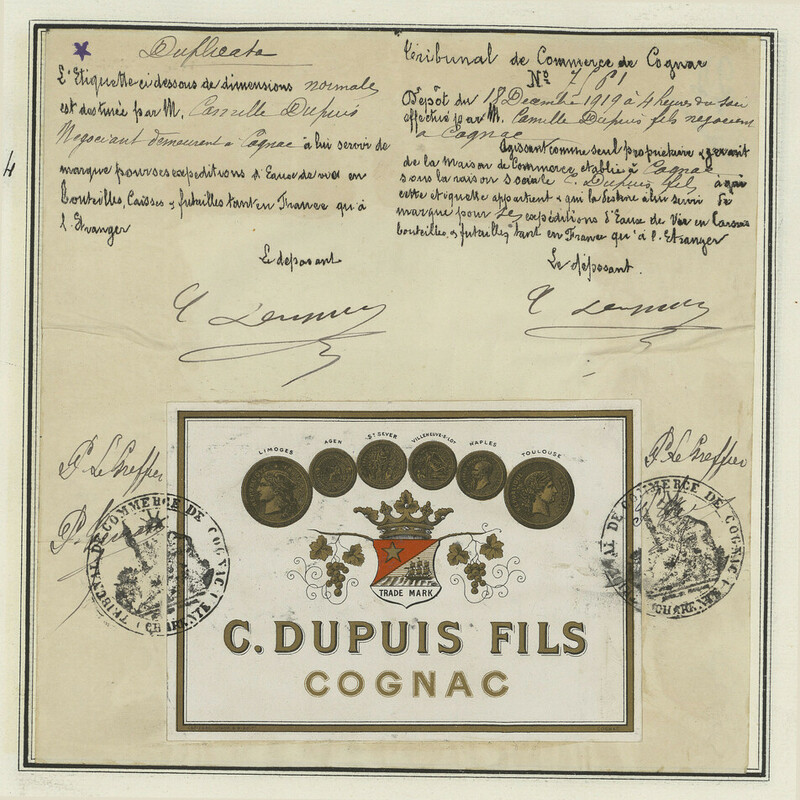 Duplicata
L'Etiquette ci dessous de dimensions normale
est destinée par M. Camille Dupuis
Négociant demeurant à Cognac à lui servir de
marque pour ses expéditions d'Eaux de vie en
bouteilles, Caisses & futailles tant en France qu'à
l'Etranger
Le déposant
C Dupuis
Tribunal de Commerce de Cognac
Nº
Dépôt du 18 Décembre 1919 à 4 heures du soir
effectué par M. Camille Dupuis fils négociant
à Cognac
Agissant comme seul propriétaire & gérant
de la Maison de Commerce établie à Cognac
sous la raison sociale C. Dupuis fils à qui
cette etiquette appartient & qui la destine à lui servir de
marque pour ses expéditions d'Eaux de Vie en Caisses
bouteilles, & futailles, tant en France qu'à l'Etranger
Le déposant.
C Dupuis
4
P. Le Greffier
P. Le Greffier
TRIBUNAL DE COMMERCE DE COGNAC (CHARENTE)
TRIBUNAL DE COMMERCE DE COGNAC (CHARENTE)
LIMOGES AGEN ST SEVER VILLENEUVE-S-LOT NAPLES TOULOUSE
TRADE MARK
C. DUPUIS FILS
COGNAC